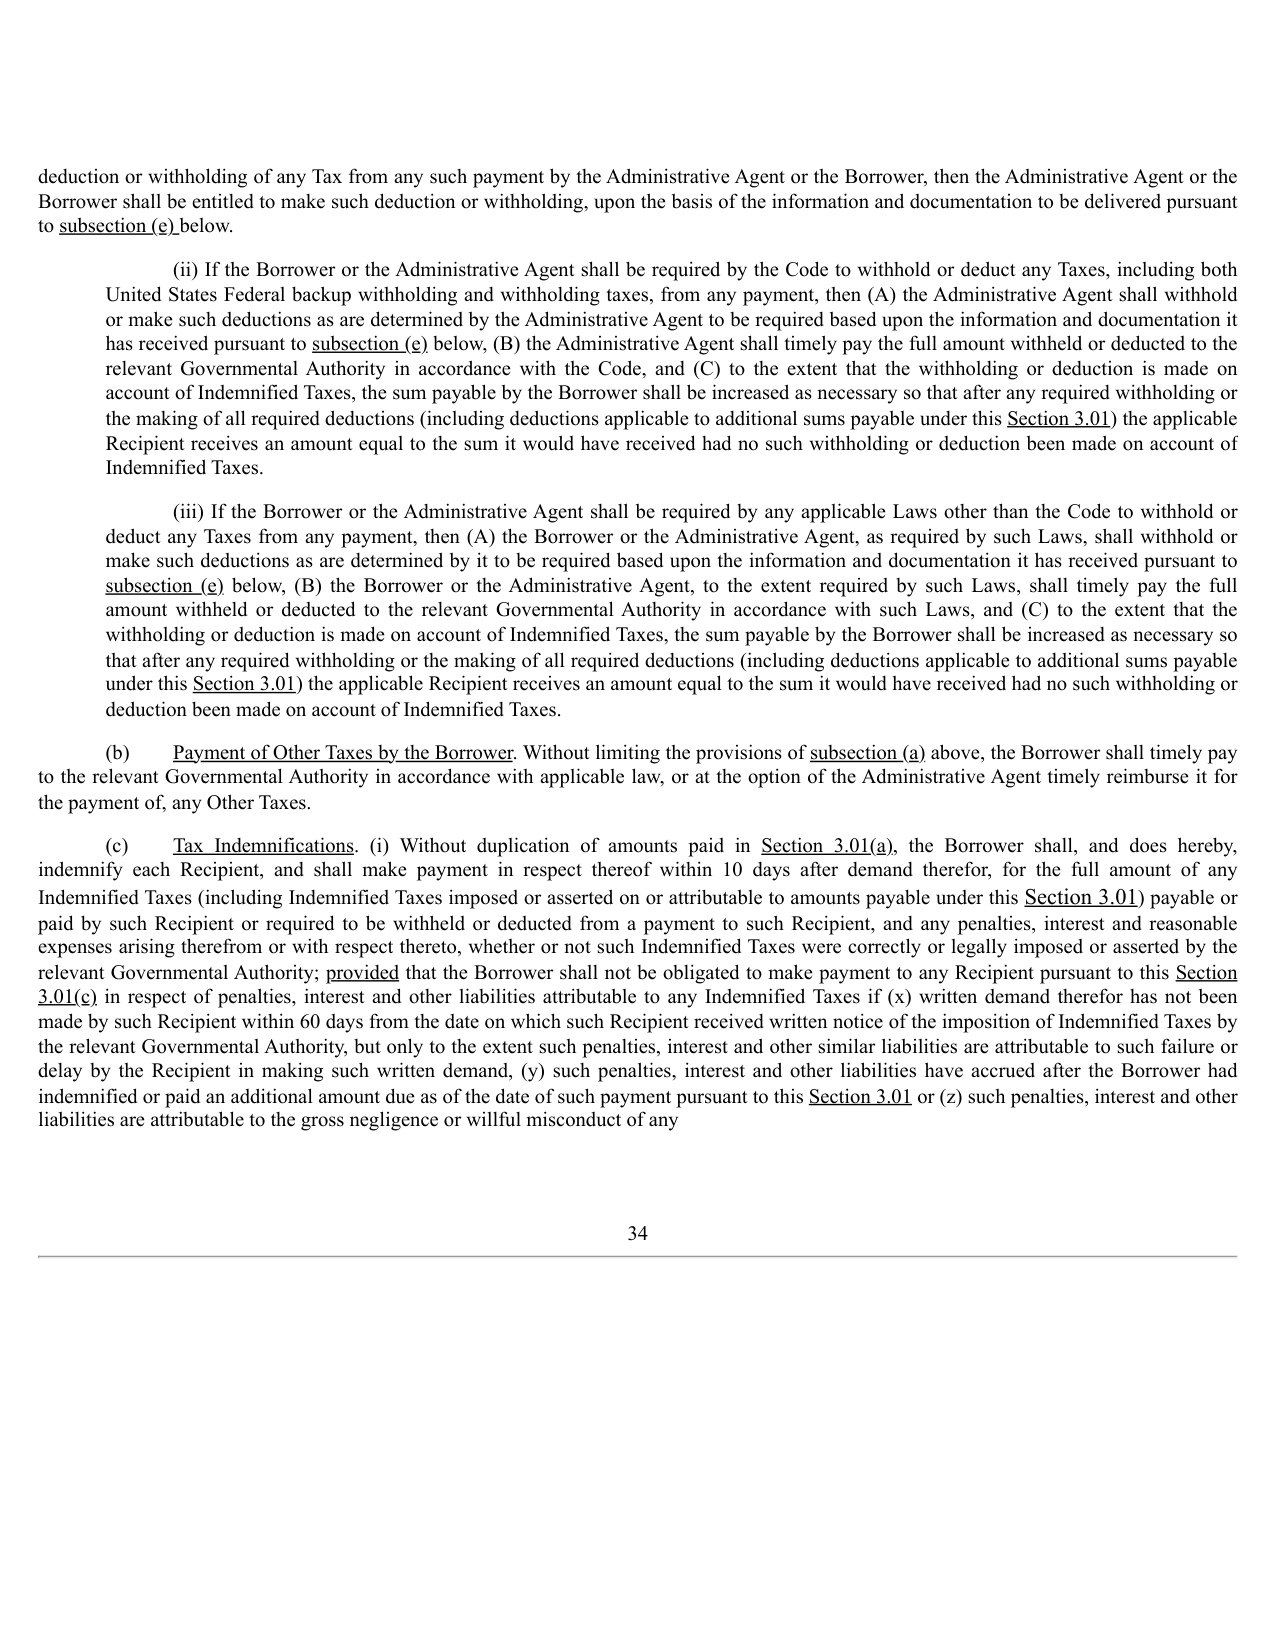 deduction or withholding of any Tax from any such payment by the Administrative Agent or the Borrower, then the Administrative Agent or the
Borrower shall be entitled to make such deduction or withholding, upon the basis of the information and documentation to be delivered pursuant
to subsection (e) below.
(ii) If the Borrower or the Administrative Agent shall be required by the Code to withhold or deduct any Taxes, including both
United States Federal backup withholding and withholding taxes, from any payment, then (A) the Administrative Agent shall withhold
or make such deductions as are determined by the Administrative Agent to be required based upon the information and documentation it
has received pursuant to subsection (e) below, (B) the Administrative Agent shall timely pay the full amount withheld or deducted to the
relevant Governmental Authority in accordance with the Code, and (C) to the extent that the withholding or deduction is made on
account of Indemnified Taxes, the sum payable by the Borrower shall be increased as necessary so that after any required withholding or
the making of all required deductions (including deductions applicable to additional sums payable under this Section 3.01) the applicable
Recipient receives an amount equal to the sum it would have received had no such withholding or deduction been made on account of
Indemnified Taxes.
(iii) If the Borrower or the Administrative Agent shall be required by any applicable Laws other than the Code to withhold or
deduct any Taxes from any payment, then (A) the Borrower or the Administrative Agent, as required by such Laws, shall withhold or
make such deductions as are determined by it to be required based upon the information and documentation it has received pursuant to
subsection (e) below, (B) the Borrower or the Administrative Agent, to the extent required by such Laws, shall timely pay the full
amount withheld or deducted to the relevant Governmental Authority in accordance with such Laws, and (C) to the extent that the
withholding or deduction is made on account of Indemnified Taxes, the sum payable by the Borrower shall be increased as necessary so
that after any required withholding or the making of all required deductions (including deductions applicable to additional sums payable
under this Section 3.01) the applicable Recipient receives an amount equal to the sum it would have received had no such withholding or
deduction been made on account of Indemnified Taxes.
(b) Payment of Other Taxes by the Borrower. Without limiting the provisions of subsection (a) above, the Borrower shall timely pay
to the relevant Governmental Authority in accordance with applicable law, or at the option of the Administrative Agent timely reimburse it for
the payment of, any Other Taxes.
(c) Tax Indemnifications. (i) Without duplication of amounts paid in Section 3.01(a), the Borrower shall, and does hereby,
indemnify each Recipient, and shall make payment in respect thereof within 10 days after demand therefor, for the full amount of any
Indemnified Taxes (including Indemnified Taxes imposed or asserted on or attributable to amounts payable under this Section 3.01) payable or
paid by such Recipient or required to be withheld or deducted from a payment to such Recipient, and any penalties, interest and reasonable
expenses arising therefrom or with respect thereto, whether or not such Indemnified Taxes were correctly or legally imposed or asserted by the
relevant Governmental Authority; provided that the Borrower shall not be obligated to make payment to any Recipient pursuant to this Section
3.01(c) in respect of penalties, interest and other liabilities attributable to any Indemnified Taxes if (x) written demand therefor has not been
made by such Recipient within 60 days from the date on which such Recipient received written notice of the imposition of Indemnified Taxes by
the relevant Governmental Authority, but only to the extent such penalties, interest and other similar liabilities are attributable to such failure or
delay by the Recipient in making such written demand, (y) such penalties, interest and other liabilities have accrued after the Borrower had
indemnified or paid an additional amount due as of the date of such payment pursuant to this Section 3.01 or (z) such penalties, interest and other
liabilities are attributable to the gross negligence or willful misconduct of any
34